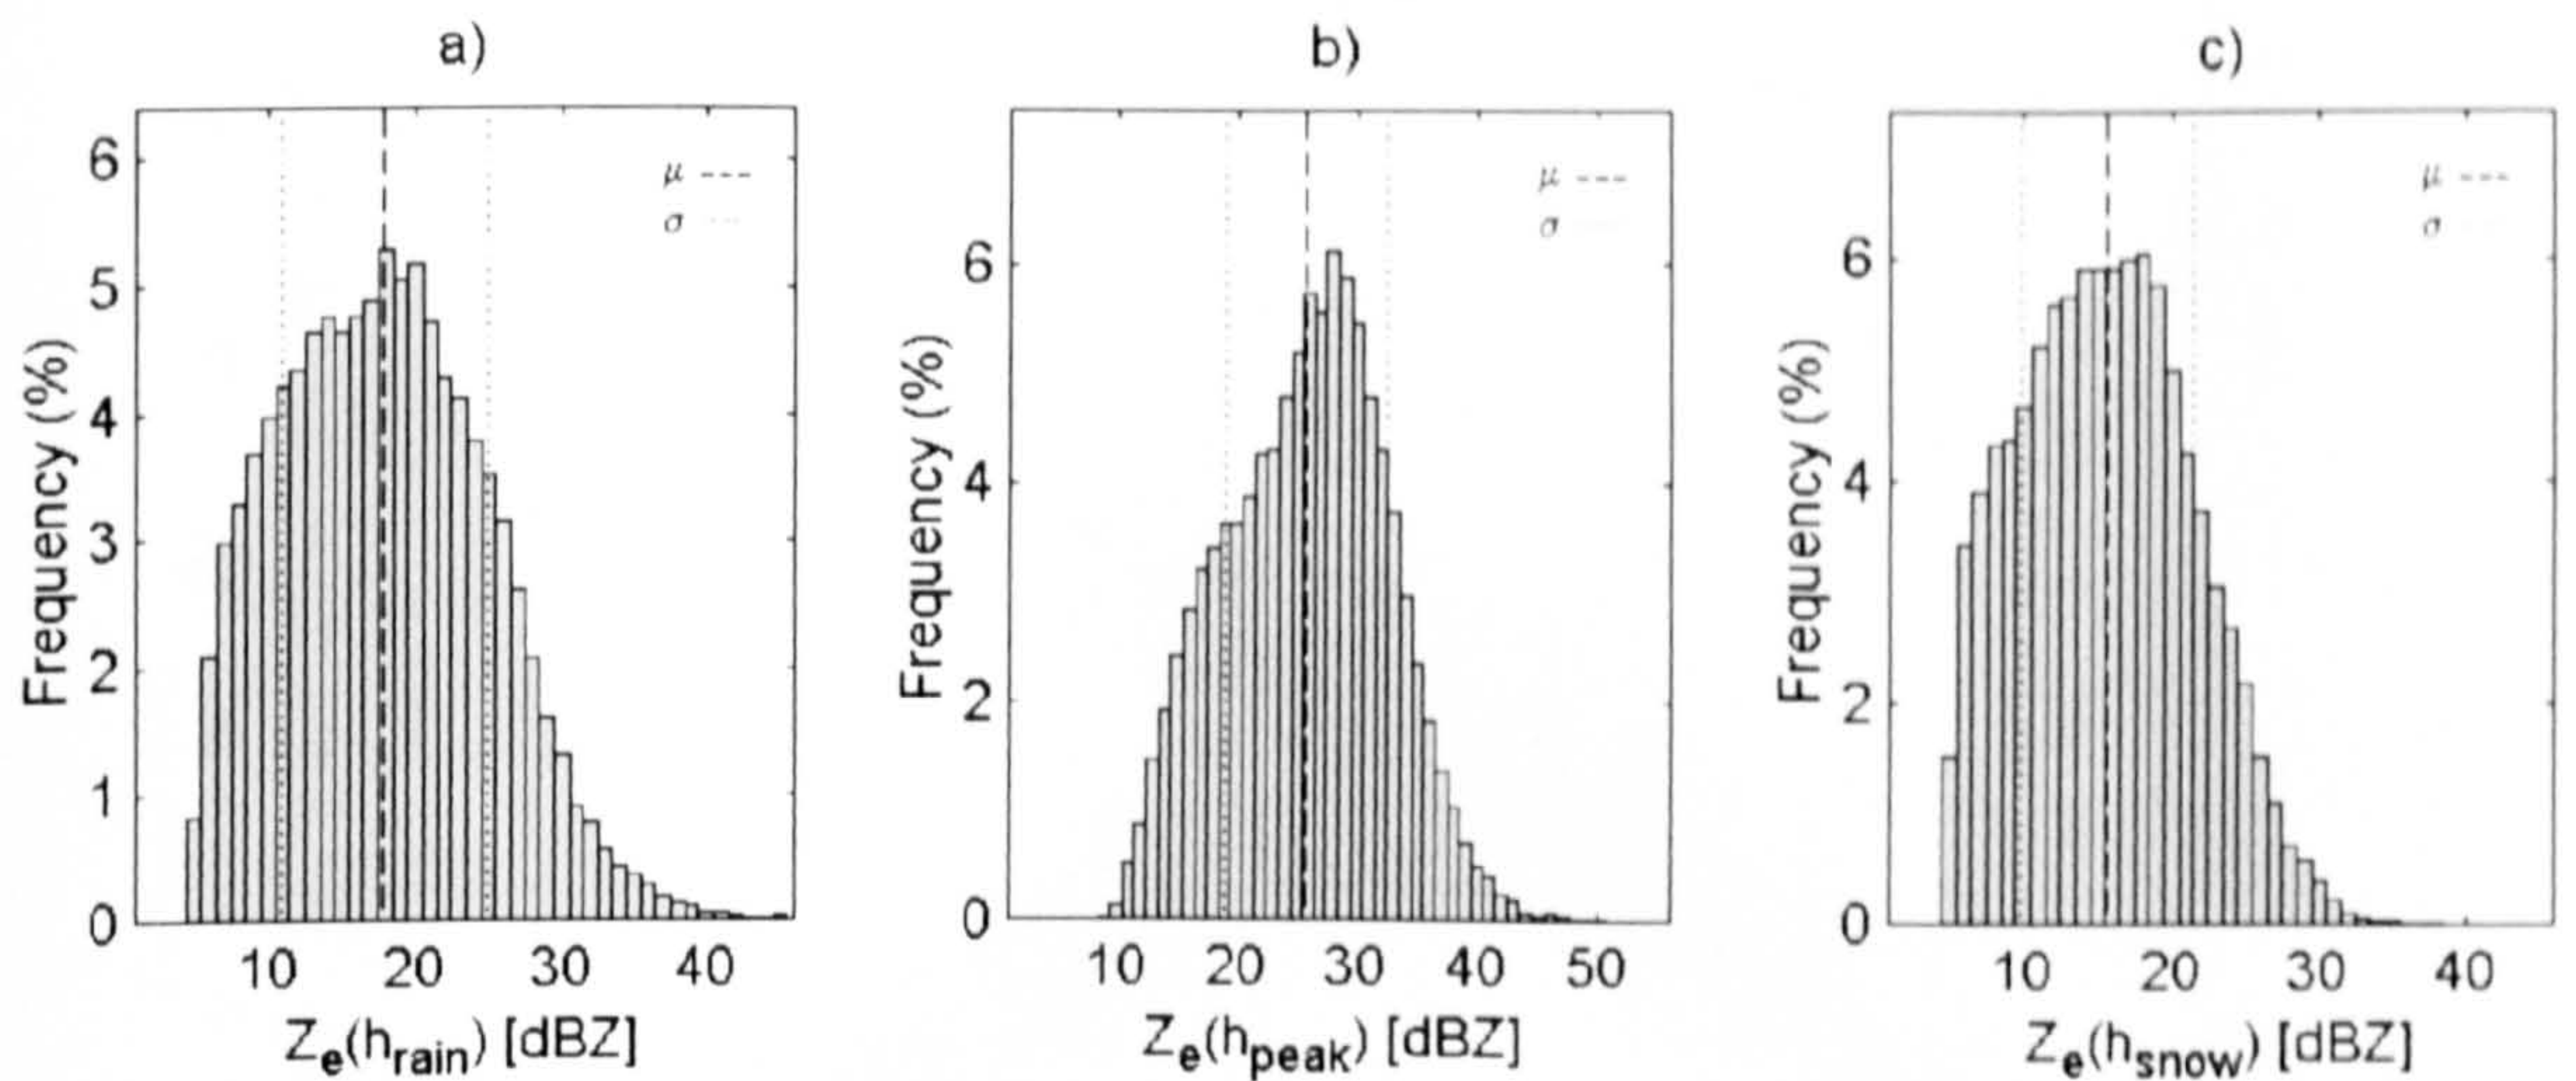 a)
Frequency (%)
6
5
4
3
2
1
0
μ
σ
10 20 30 40
Ze(hrain) [dBZ]
b)
Frequency (%)
6
4
2
0
μ
σ
10 20 30 40 50
Ze(hpeak) [dBZ]
c)
Frequency (%)
6
4
2
0
μ
σ
10 20 30 40
Ze(hsnow) [dBZ]